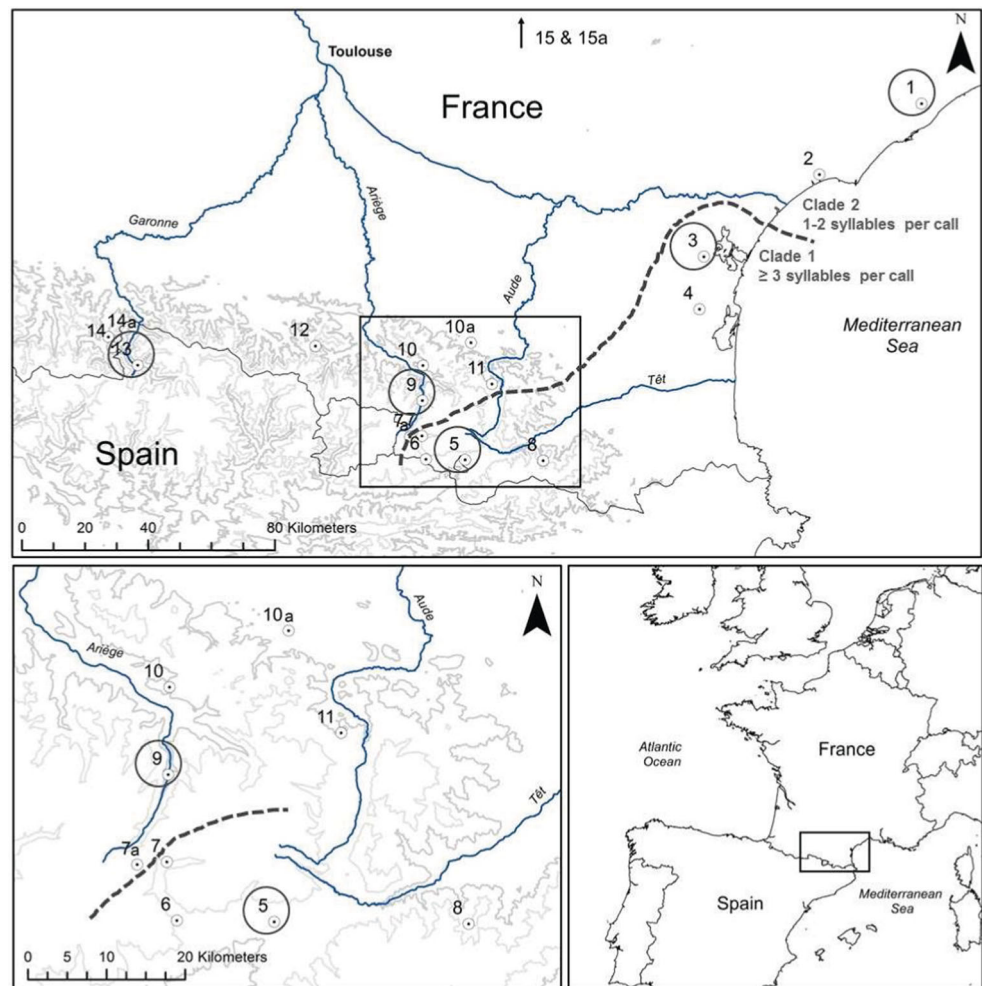 15 & 15a
N
Toulouse
1
France
2
Ariège
Clade 2
1-2 syllables per call
Garonne
3
Clade 1
≥ 3 syllables per call
Aude
4
14a
14
12
10a
Mediterranean
Sea
13
10
11
Têt
9
7
7a
Spain
6
5
8
0 40 80 Kilometers
N
Aude
10a
Ariège
10
11
9
Têt
7a
7
6
5
8
0 5 10 20 Kilometers
Atlantic
Ocean
France
Spain
Mediterranean
Sea